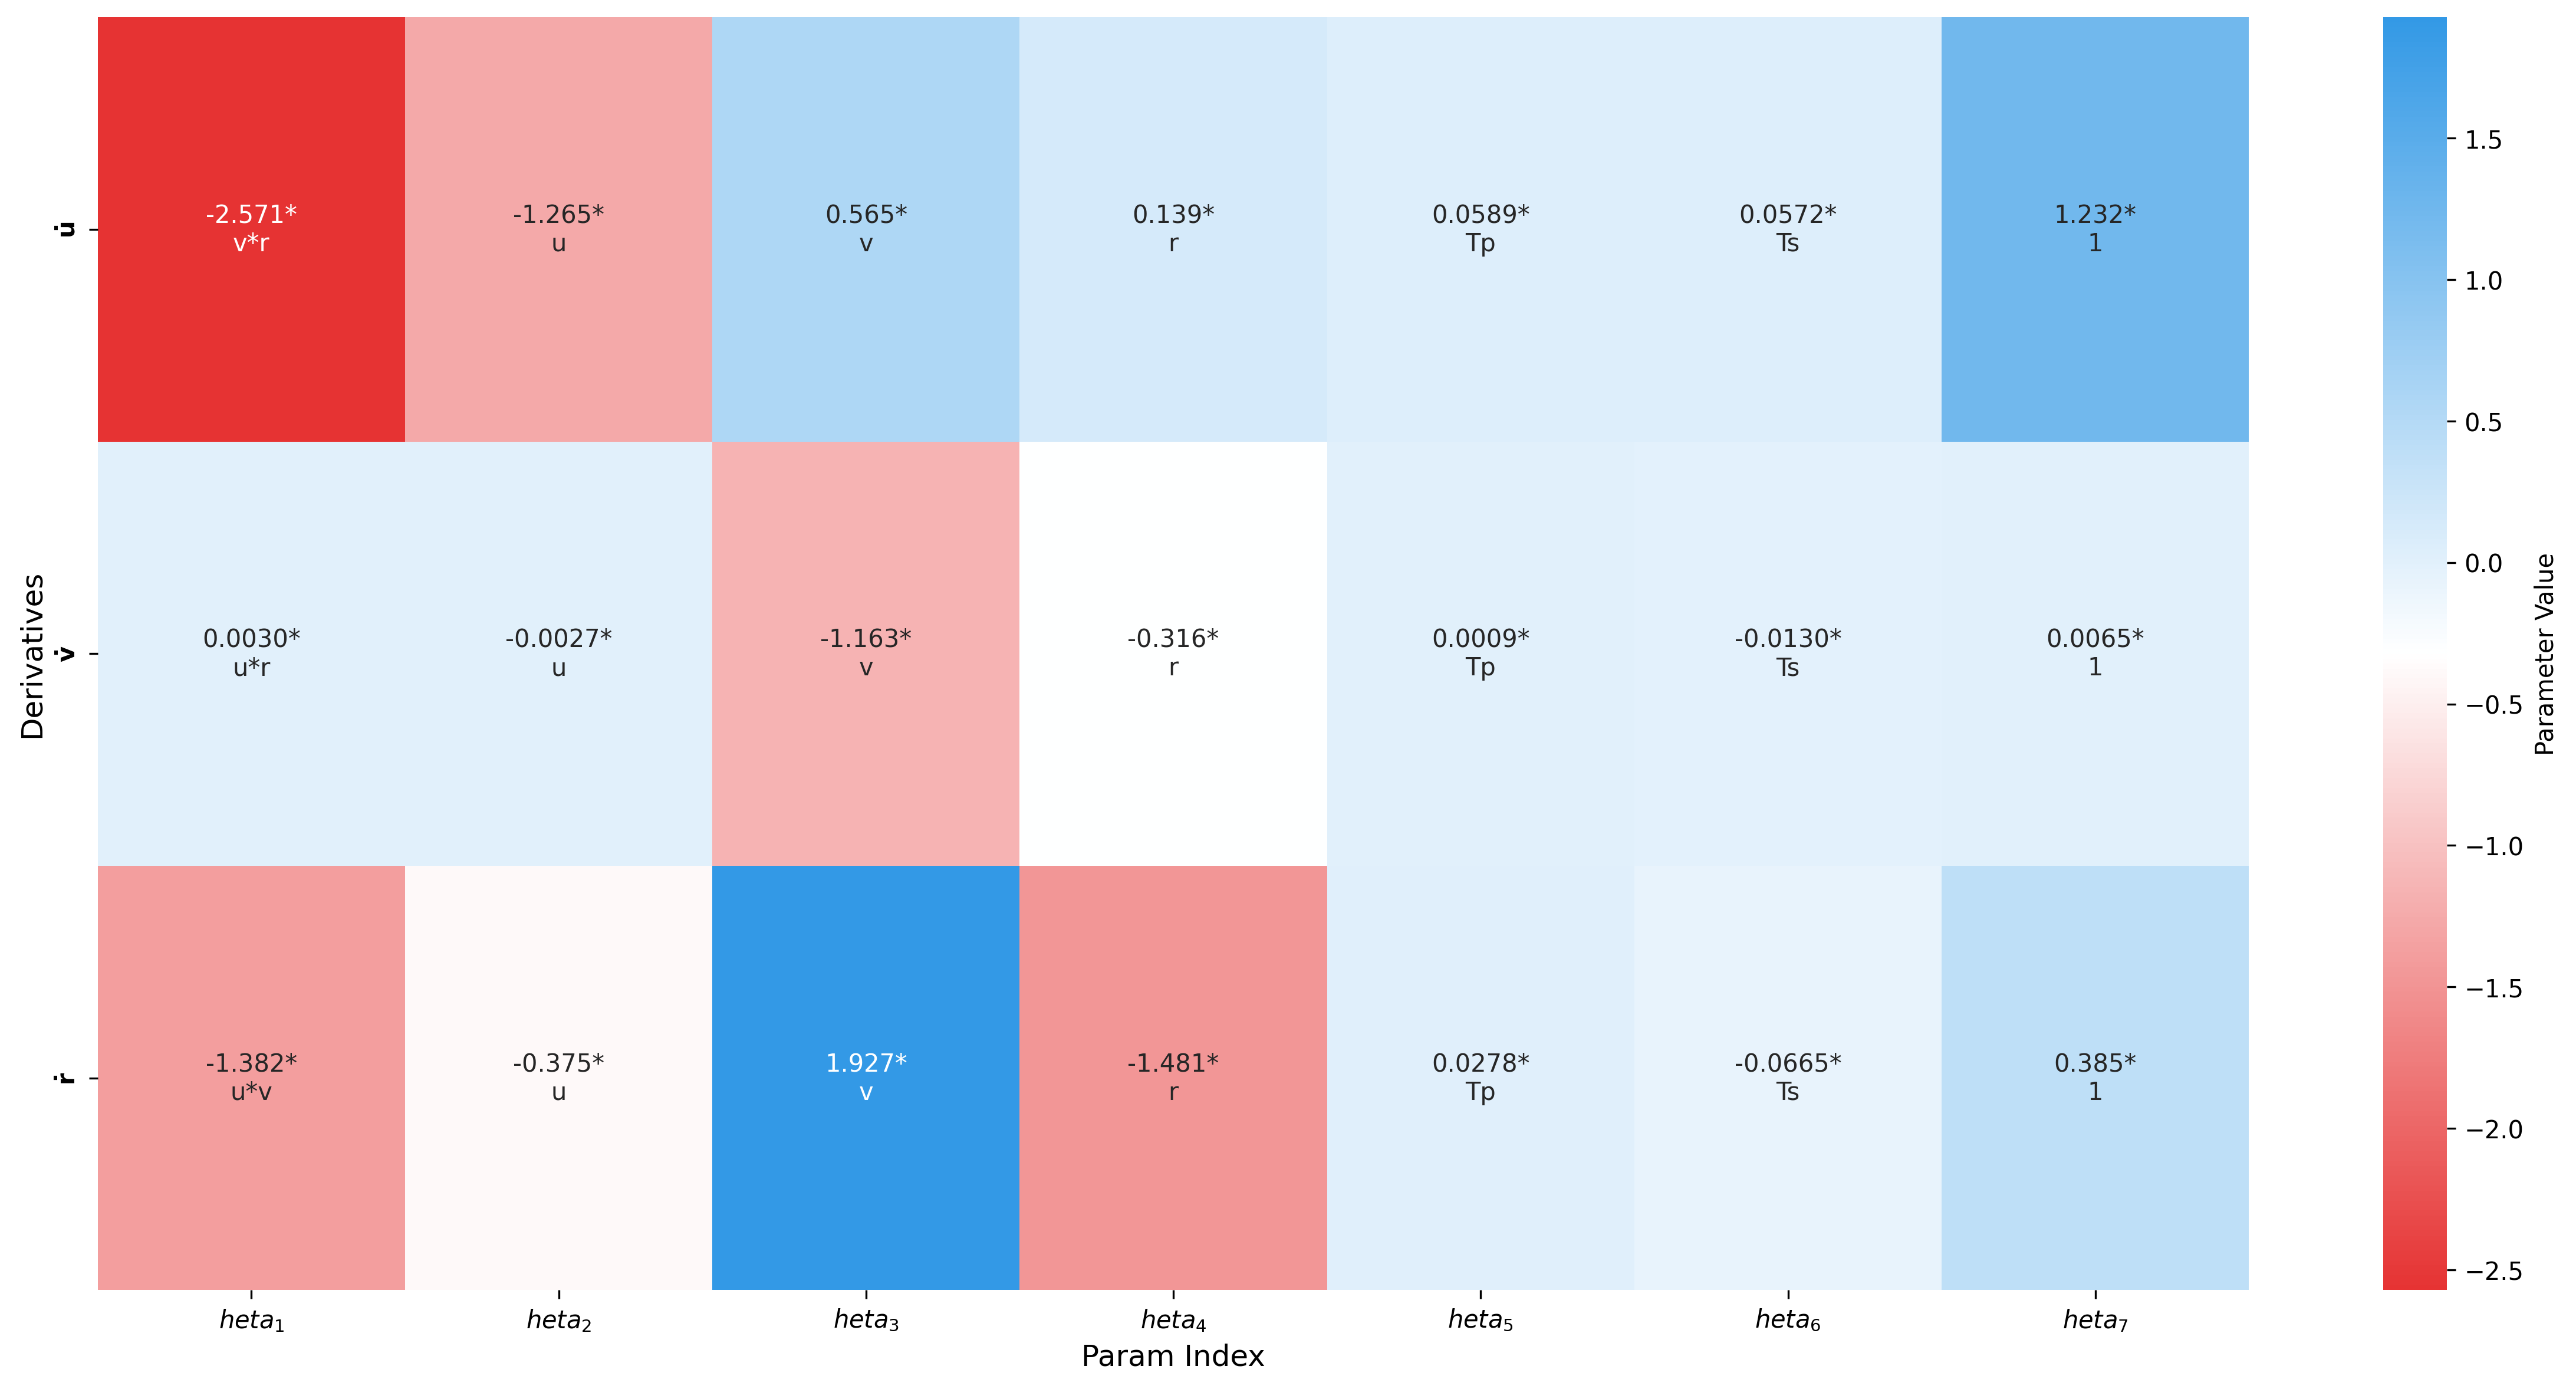 -2.571*
v*r
-1.265*
u
0.565*
v
0.139*
r
0.0589*
Tp
0.0572*
Ts
1.232*
1
u̇
0.0030*
u*r
-0.0027*
u
-1.163*
v
-0.316*
r
0.0009*
Tp
-0.0130*
Ts
0.0065*
1
v̇
Derivatives
-1.382*
u*v
-0.375*
u
1.927*
v
-1.481*
r
0.0278*
Tp
-0.0665*
Ts
0.385*
1
ṙ
heta₁
heta₂
heta₃
heta₄
heta₅
heta₆
heta₇
Param Index
1.5
1.0
0.5
0.0
−0.5
−1.0
−1.5
−2.0
−2.5
Parameter Value